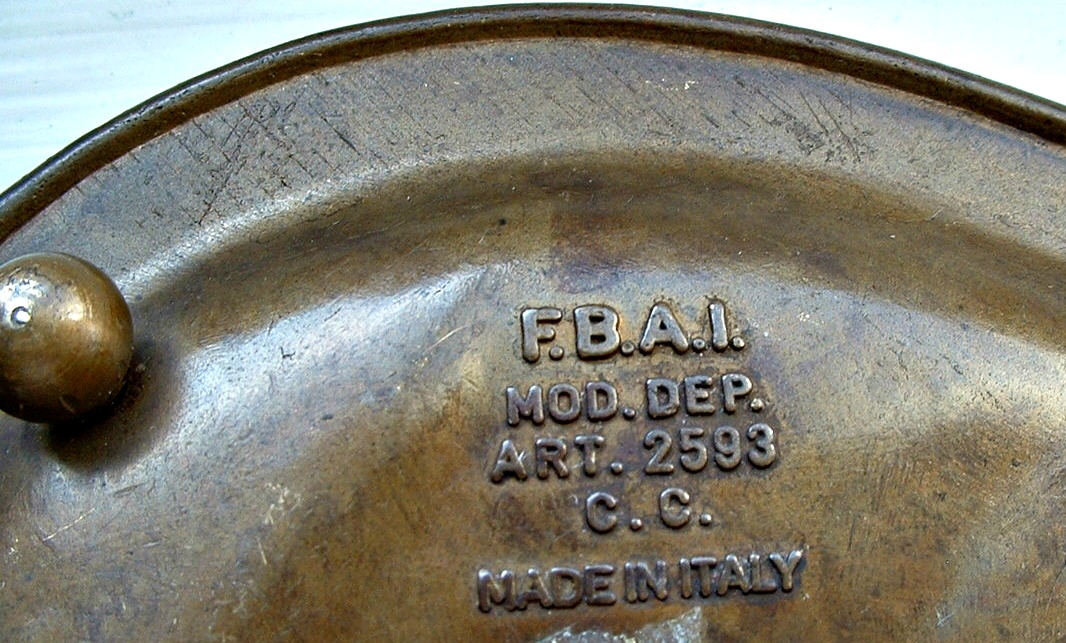 F.B.A.I.
MOD. DEP.
ART. 2593
C. C.
MADE IN ITALY